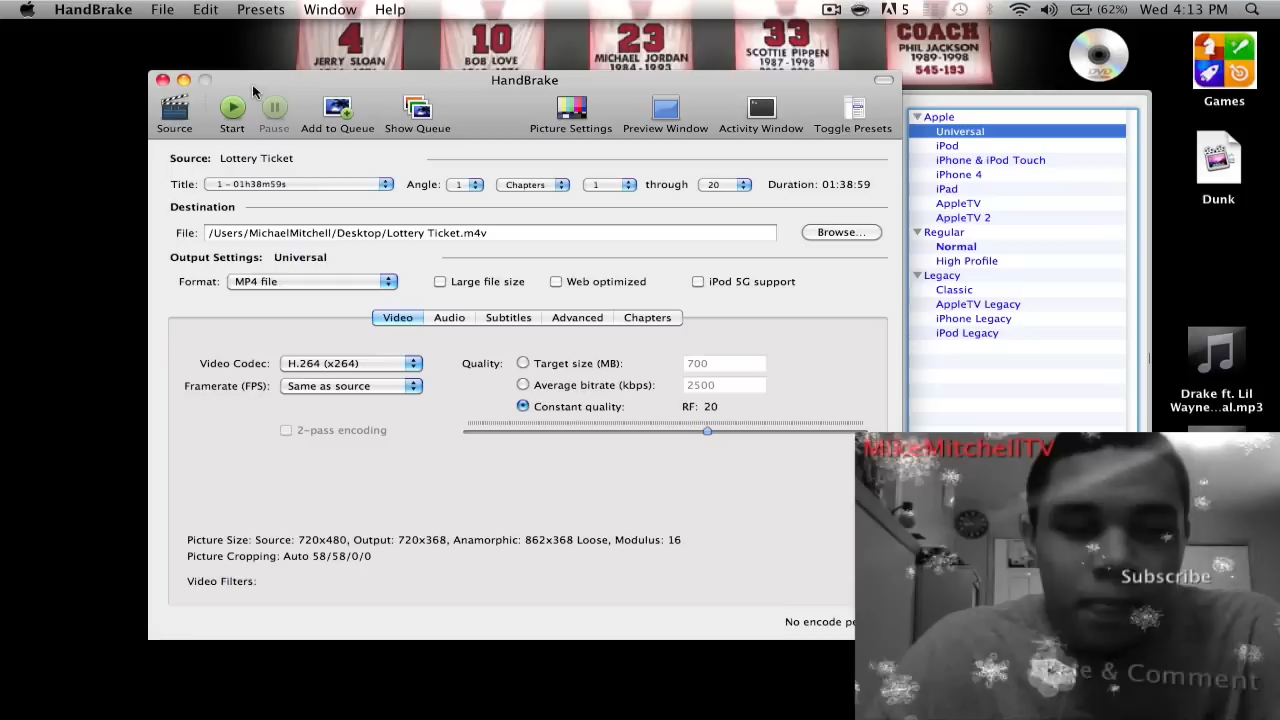 HandBrake File Edit Presets Window Help 5 (62%) Wed 4:13 PM
4 JERRY SLOAN
10 BOB LOVE
23 MICHAEL JORDAN 1984-1993
33 SCOTTIE PIPPEN 1987-1998
COACH PHIL JACKSON 1989-1998 545-193
DVD
Games
Dunk
Drake ft. Lil
Wayne...al.mp3
HandBrake
Source Start Pause Add to Queue Show Queue Picture Settings Preview Window Activity Window Toggle Presets
Source: Lottery Ticket
Title: 1 - 01h38m59s Angle: 1 Chapters 1 through 20 Duration: 01:38:59
Destination
File: /Users/MichaelMitchell/Desktop/Lottery Ticket.m4v Browse...
Output Settings: Universal
Format: MP4 file Large file size Web optimized iPod 5G support
Video Audio Subtitles Advanced Chapters
Video Codec: H.264 (x264) Quality: Target size (MB): 700
Framerate (FPS): Same as source Average bitrate (kbps): 2500
Constant quality: RF: 20
2-pass encoding
Picture Size: Source: 720x480, Output: 720x368, Anamorphic: 862x368 Loose, Modulus: 16
Picture Cropping: Auto 58/58/0/0
Video Filters:
No encode pe
Apple
Universal
iPod
iPhone & iPod Touch
iPhone 4
iPad
AppleTV
AppleTV 2
Regular
Normal
High Profile
Legacy
Classic
AppleTV Legacy
iPhone Legacy
iPod Legacy
MikeMitchellTV
Subscribe
& Comment